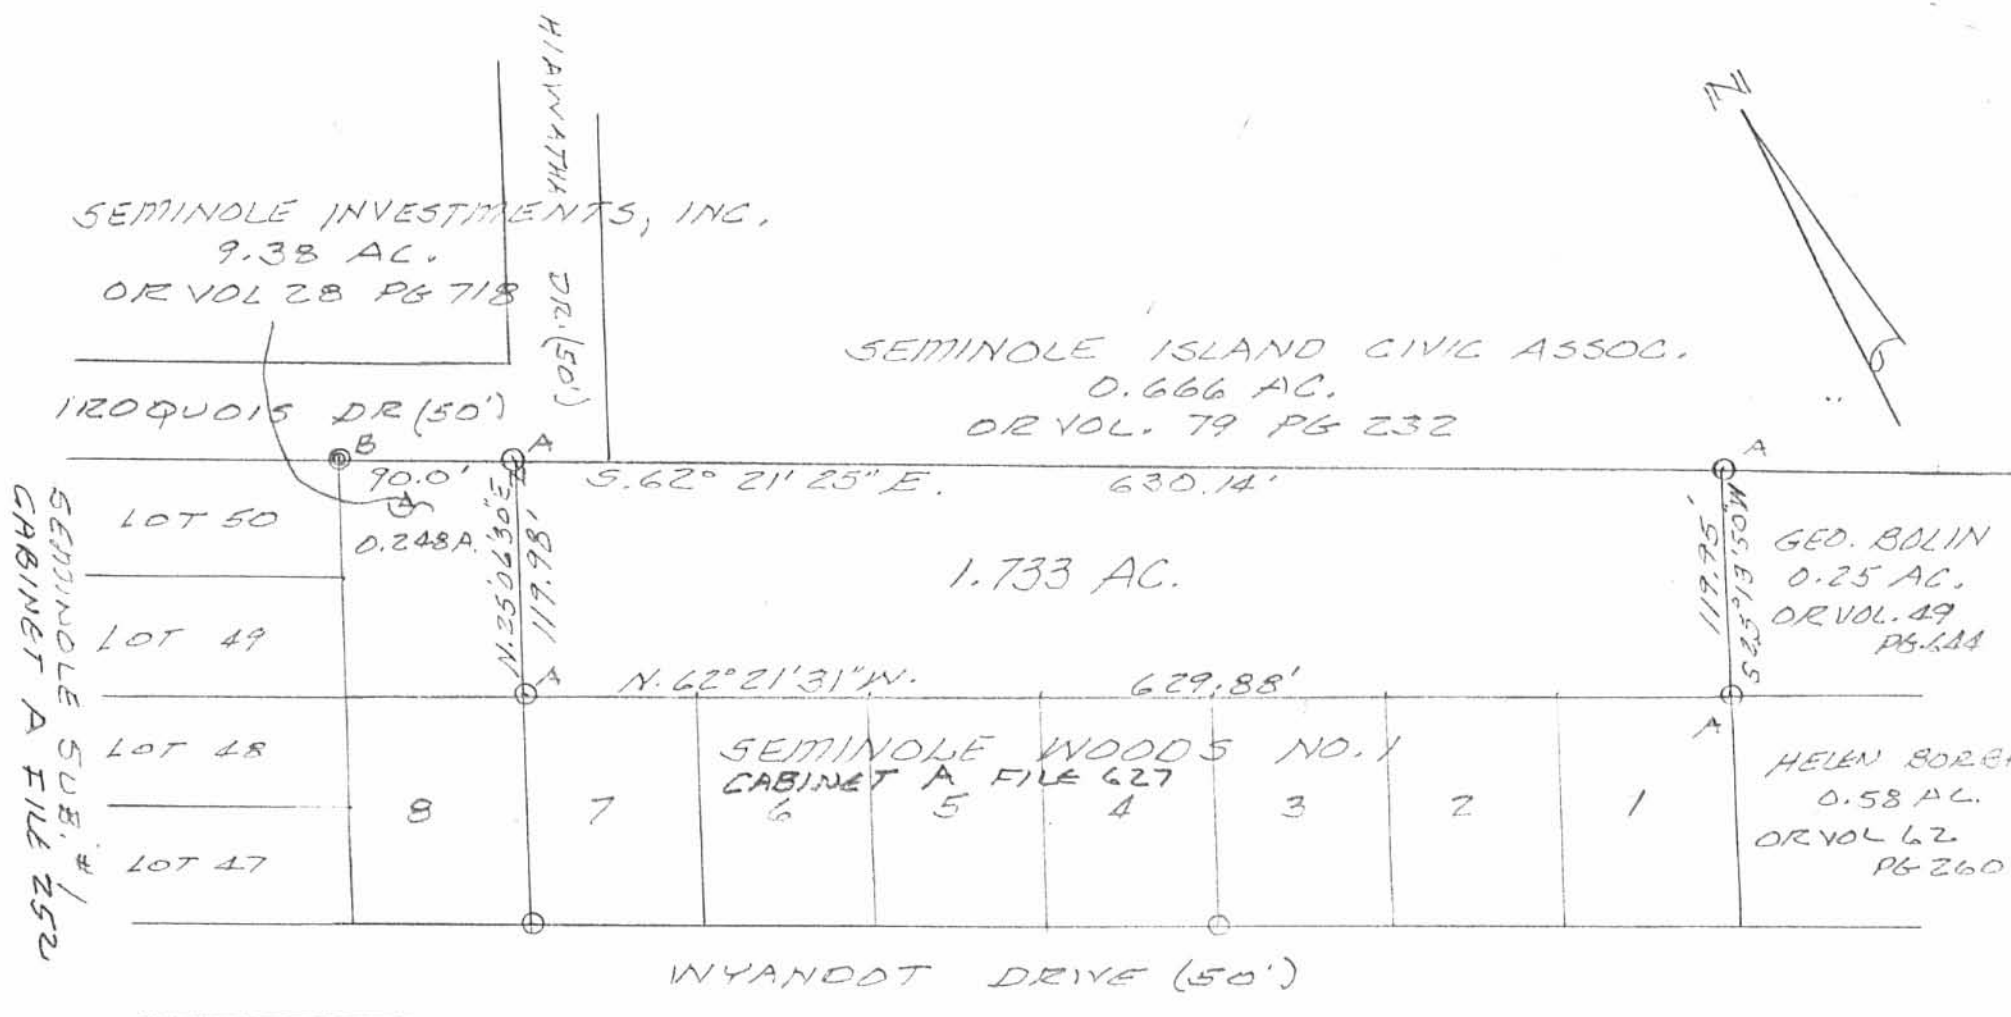 HIAWATHA DR. (50')
N
SEMINOLE INVESTMENTS, INC.
9.38 AC.
OR VOL 28 PG 718
SEMINOLE ISLAND CIVIC ASSOC.
0.666 AC.
OR VOL. 79 PG 232
IROQUOIS DR (50')
B
A
A
90.0'
S. 62° 21' 25" E.
630.14'
LOT 50
0.248 A.
N. 25° 06' 30" E.
119.98'
1.733 AC.
119.95'
S 25° 13' 50" W
GEO. BOLIN
0.25 AC.
OR VOL. 49
PG. 644
LOT 49
A
N. 62° 21' 31" W.
629.88'
A
SEMINOLE SUB. #1
CABINET A FILE 252
LOT 48
SEMINOLE WOODS NO. 1
CABINET A FILE 627
8
7
6
5
4
3
2
1
HELEN
0.58 AC.
OR VOL 62
PG 260
LOT 47
WYANDOT DRIVE (50')